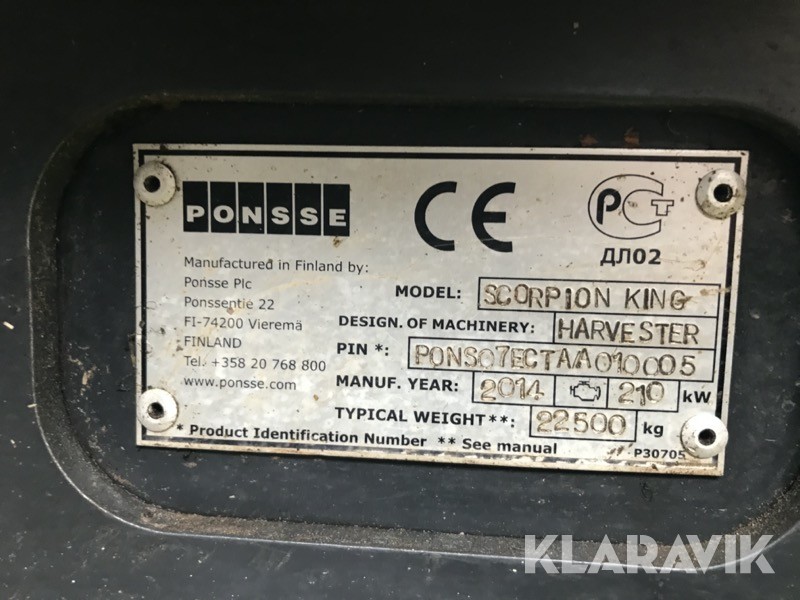 PONSSE
CE
PCT
ДЛ02
Manufactured in Finland by:
Ponsse Plc
Ponssentie 22
FI-74200 Vieremä
FINLAND
Tel. +358 20 768 800
www.ponsse.com
MODEL: SCORPION KING
DESIGN. OF MACHINERY: HARVESTER
PIN *: PONS07ECTAA010005
MANUF. YEAR: 2014 210 kW
TYPICAL WEIGHT**: 22500 kg
* Product Identification Number ** See manual
P30705
KLARAVIK